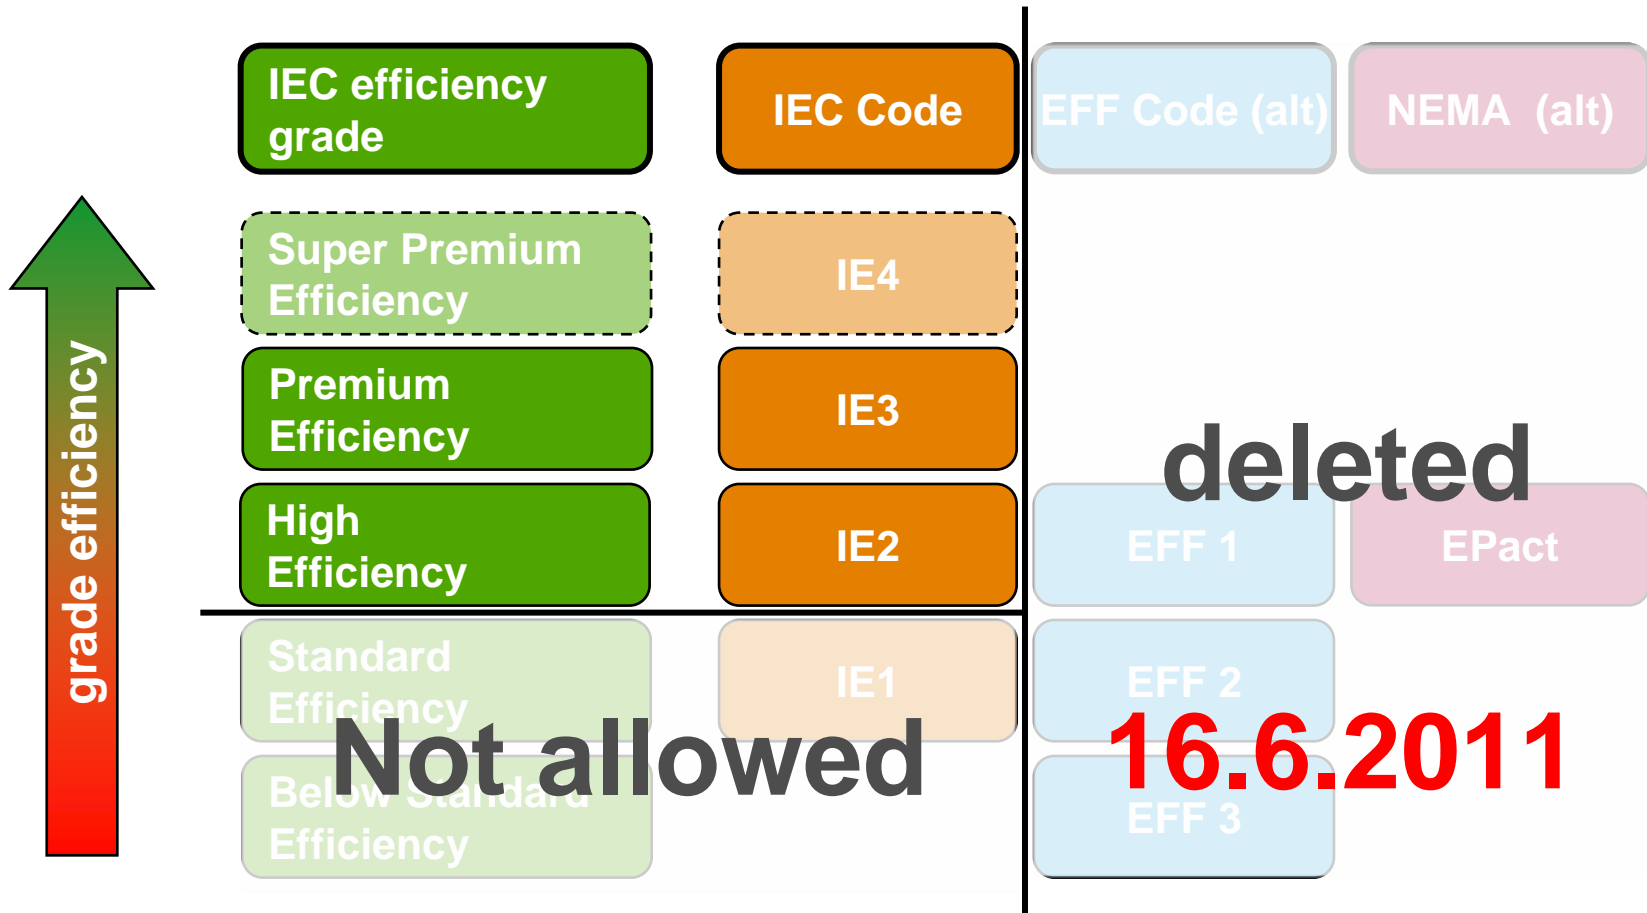 IEC efficiency
grade
IEC Code
EFF Code (alt)
NEMA (alt)
Super Premium
Efficiency
IE4
Premium
Efficiency
IE3
deleted
High
Efficiency
IE2
EFF 1
EPact
Standard
Efficiency
IE1
EFF 2
Not allowed
16.6.2011
Below Standard
Efficiency
EFF 3
grade efficiency